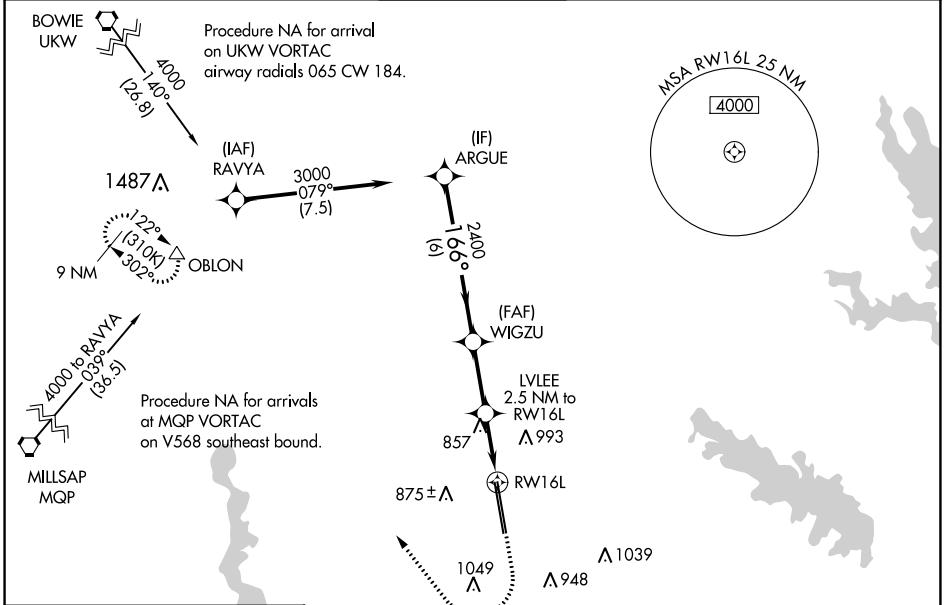 BOWIE
UKW
4000
140°
(26.8)
Procedure NA for arrival
on UKW VORTAC
airway radials 065 CW 184.
MSA RW16L 25 NM
4000
(IAF)
RAVYA
3000
079°
(7.5)
(IF)
ARGUE
1487
122°
(310K)
302°
9 NM
OBLON
2400
166°
(6)
(FAF)
WIGZU
4000 to RAVYA
039°
(36.5)
Procedure NA for arrivals
at MQP VORTAC
on V568 southeast bound.
MILLSAP
MQP
LVLEE
2.5 NM to
RW16L
857
993
875±
RW16L
1049
948
1039